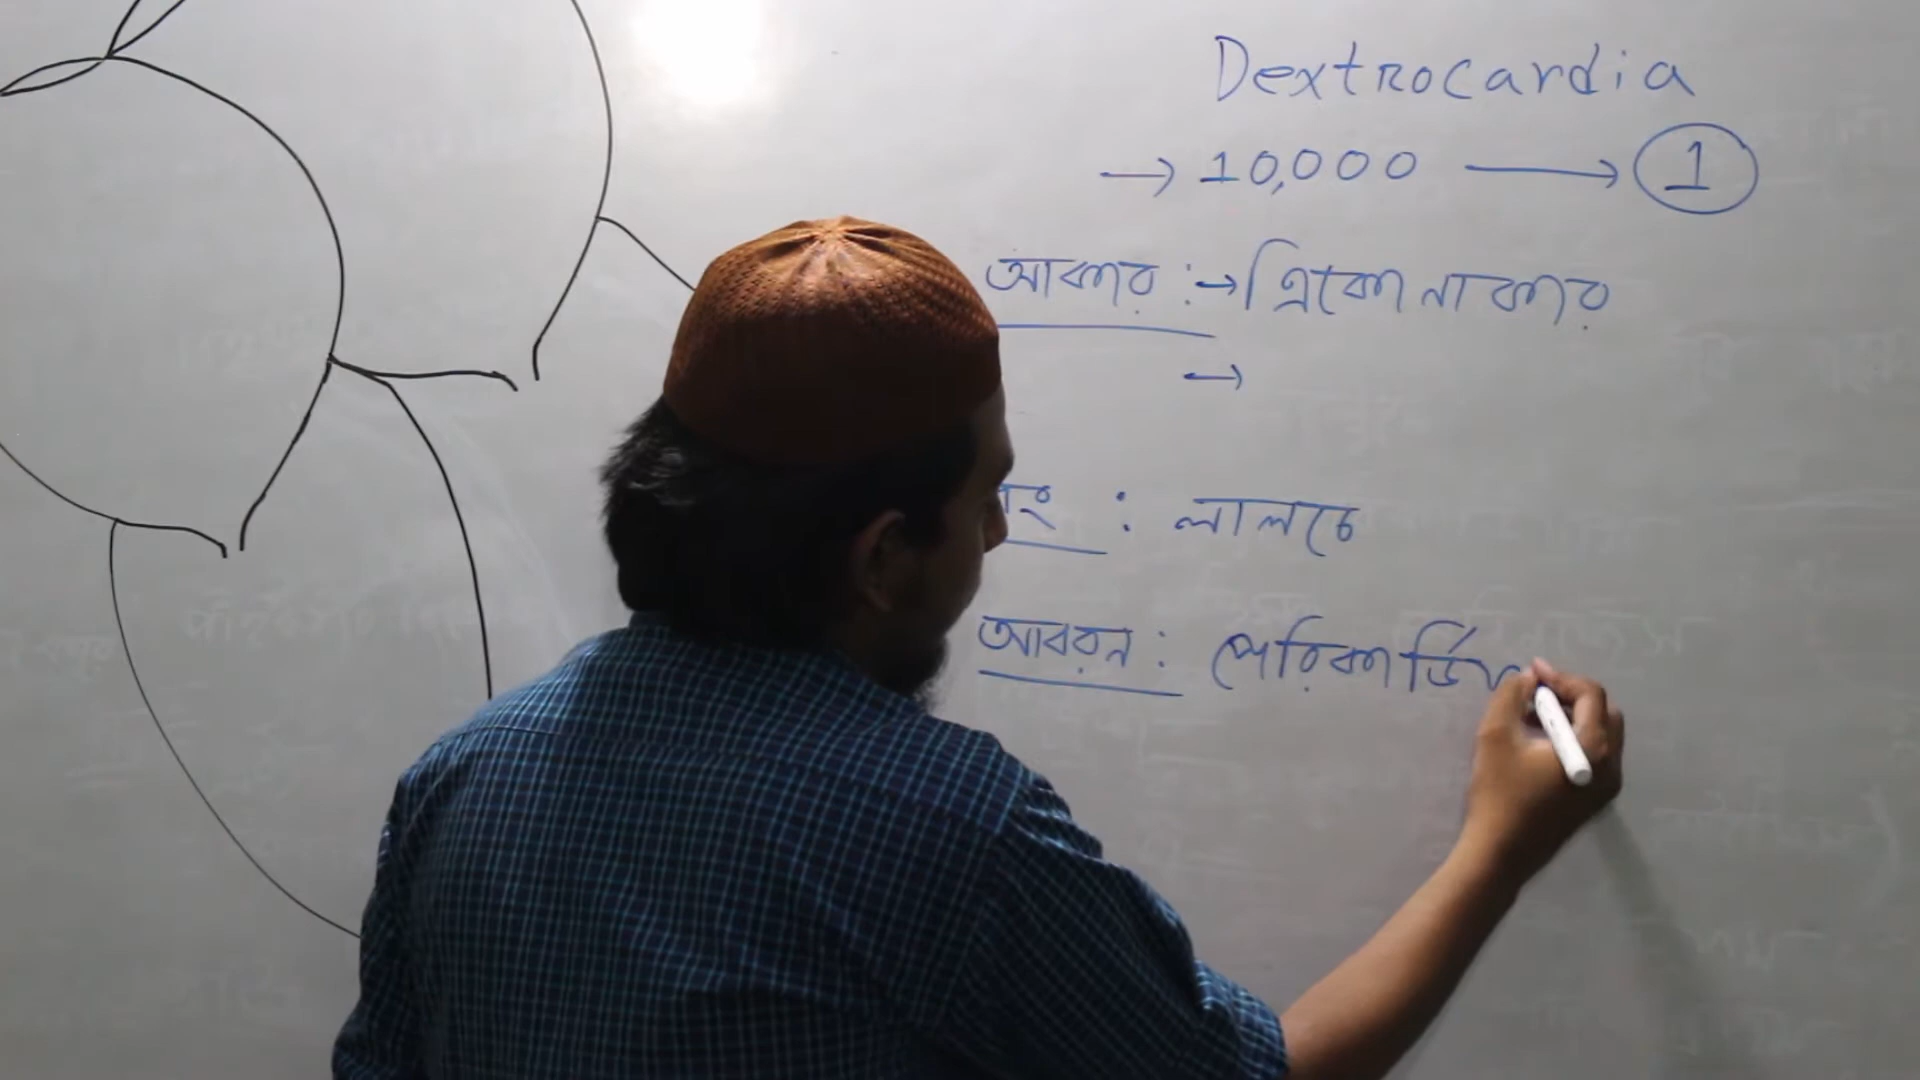 Dextrocardia
→ 10,000 → 1
আকার :→ ত্রিকোনাকার
→
রং : লালচে
আবরন : পেরিকার্ডি